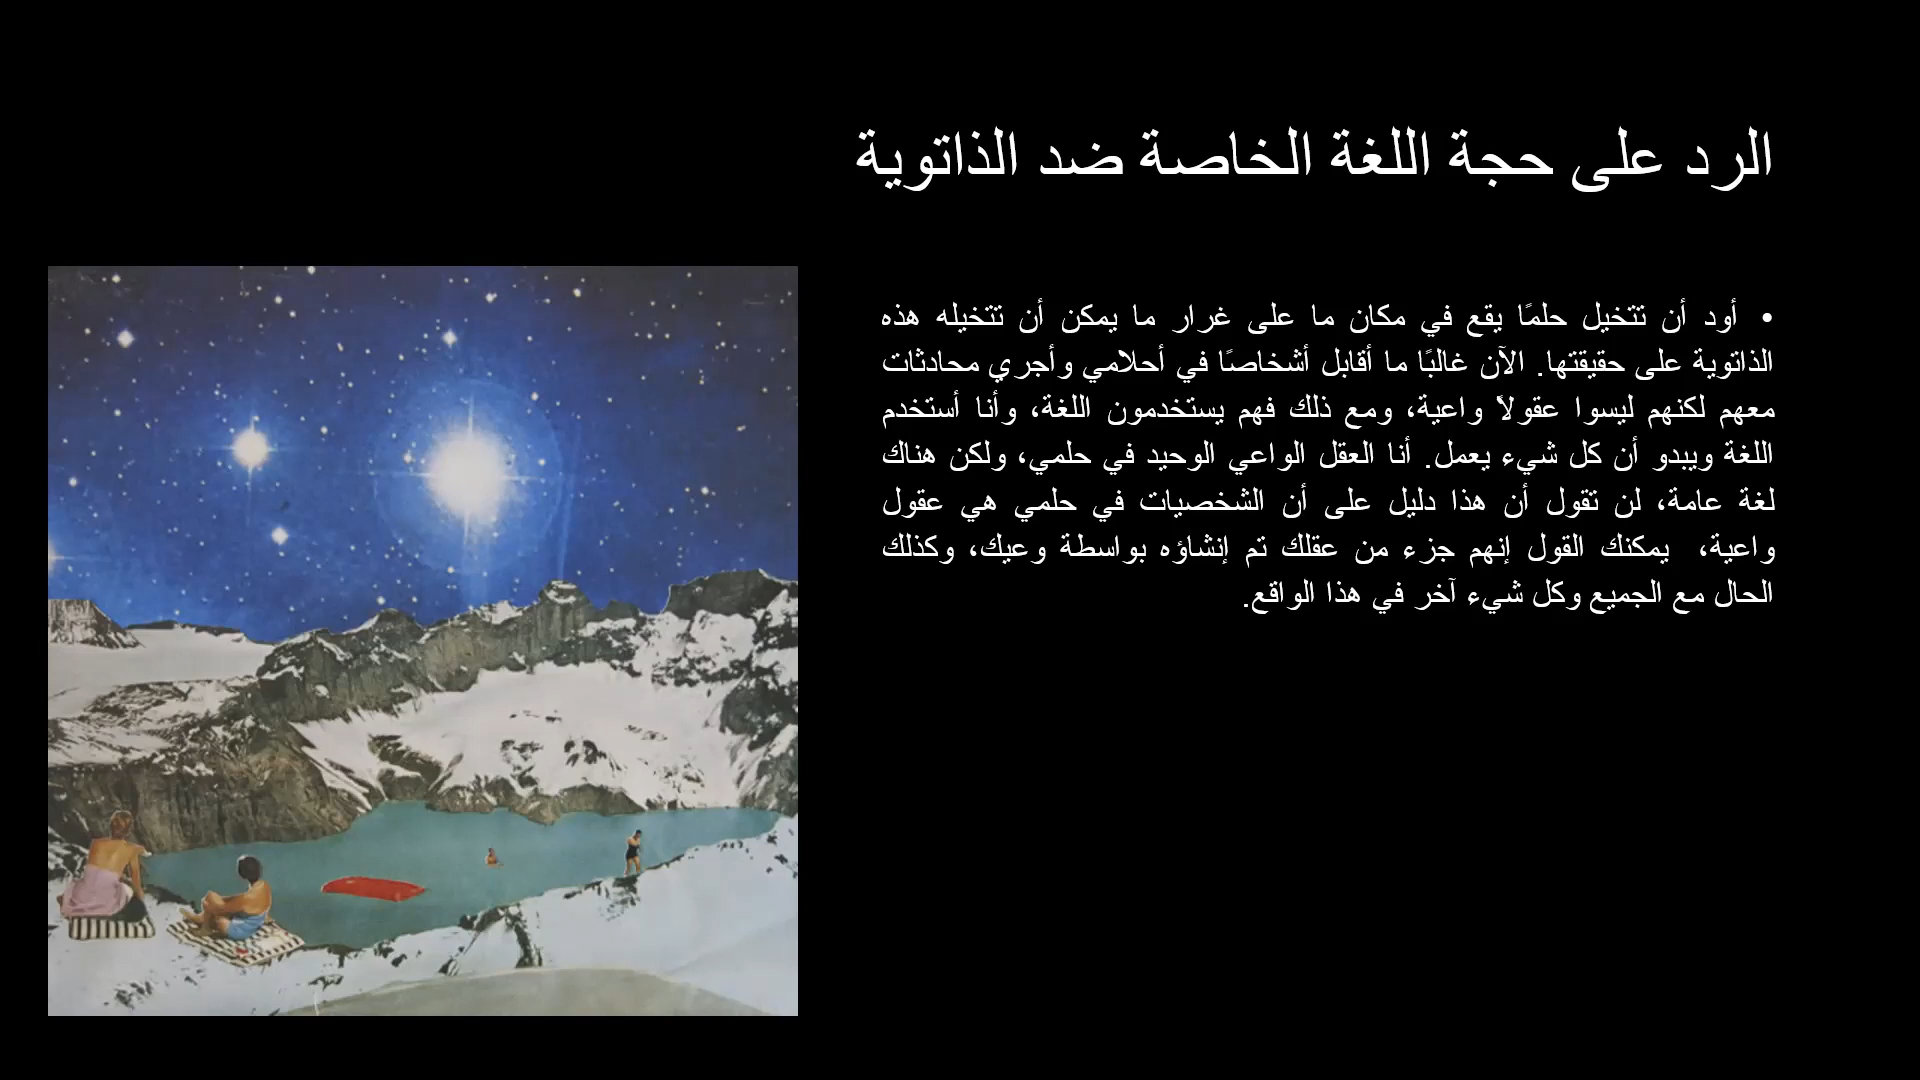 الرد على حجة اللغة الخاصة ضد الذاتوية
• أود أن تتخيل حلمًا يقع في مكان ما على غرار ما يمكن أن تتخيله هذه
الذاتوية على حقيقتها. الآن غالبًا ما أقابل أشخاصًا في أحلامي وأجري محادثات
معهم لكنهم ليسوا عقولاً واعية، ومع ذلك فهم يستخدمون اللغة، وأنا أستخدم
اللغة ويبدو أن كل شيء يعمل. أنا العقل الواعي الوحيد في حلمي، ولكن هناك
لغة عامة، لن تقول أن هذا دليل على أن الشخصيات في حلمي هي عقول
واعية، يمكنك القول إنهم جزء من عقلك تم إنشاؤه بواسطة وعيك، وكذلك
الحال مع الجميع وكل شيء آخر في هذا الواقع.